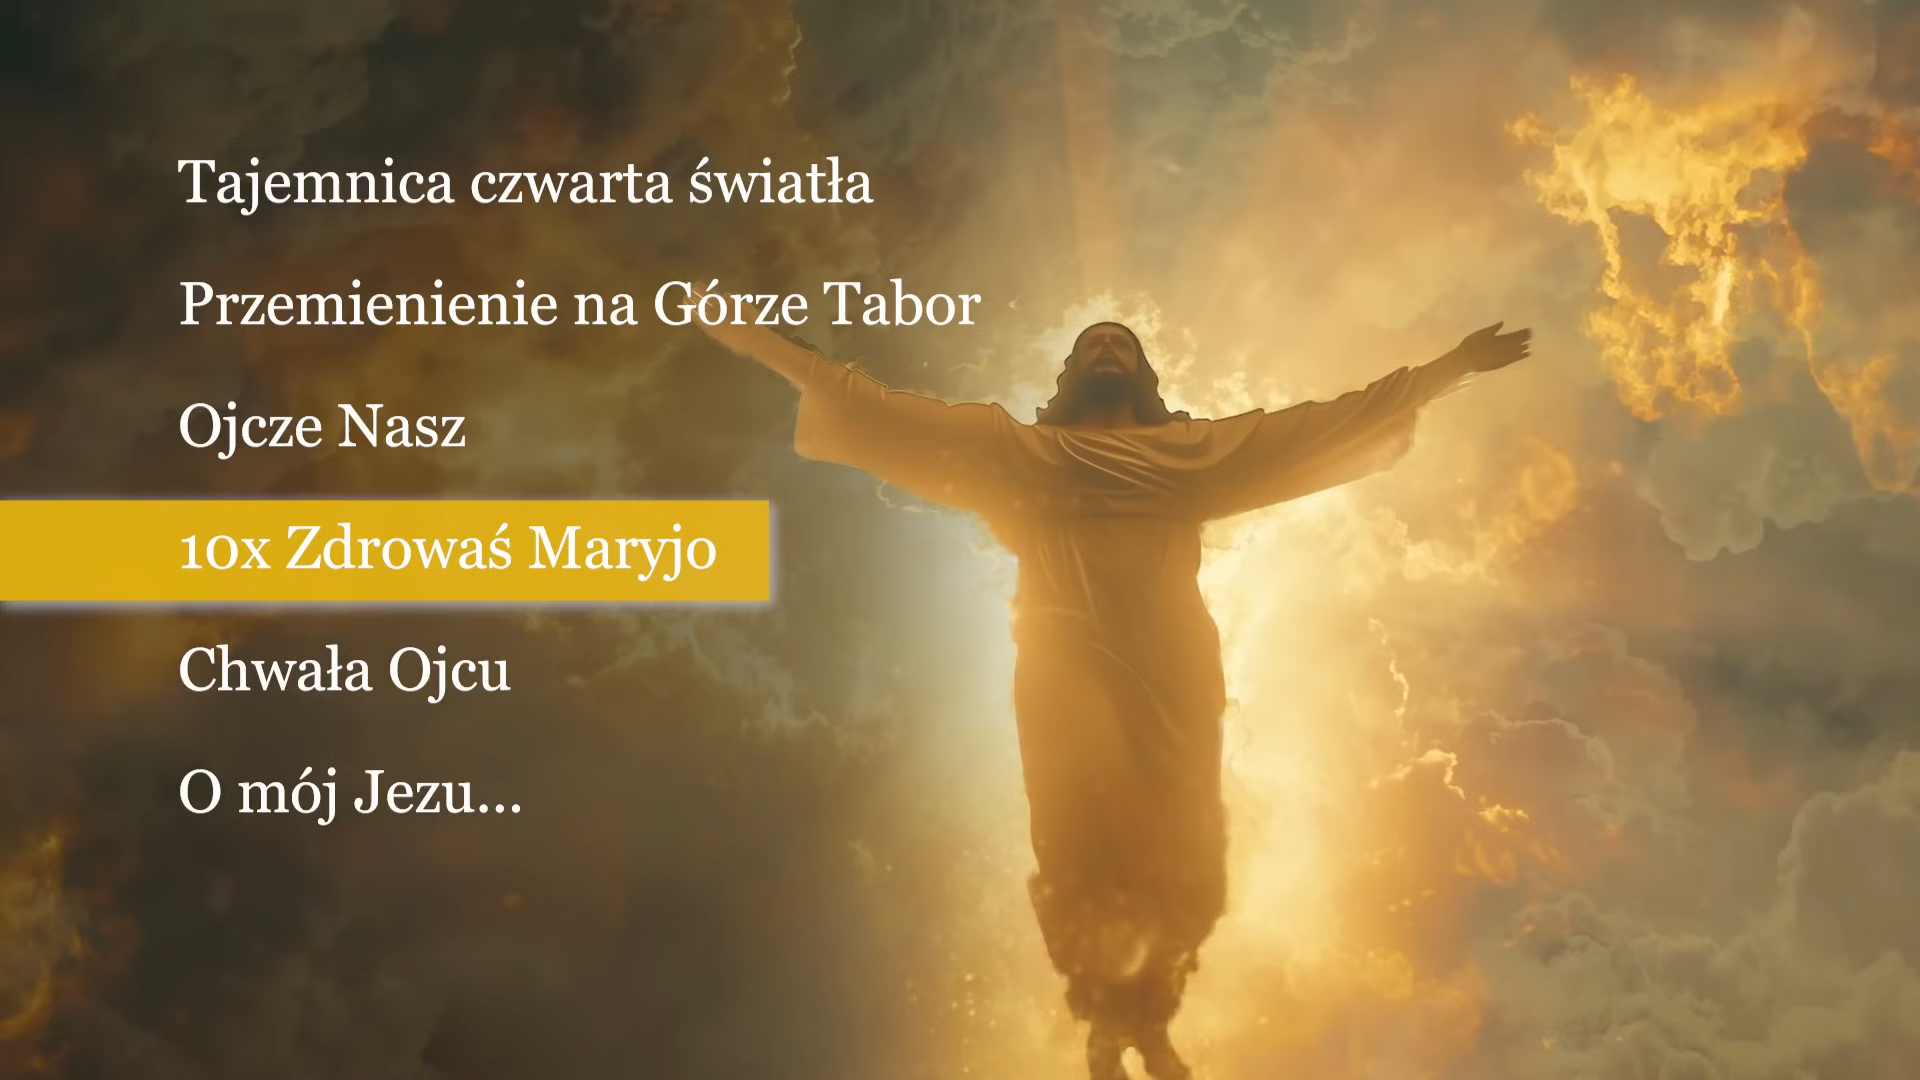 Tajemnica czwarta światła
Przemienienie na Górze Tabor
Ojcze Nasz
10x Zdrowaś Maryjo
Chwała Ojcu
O mój Jezu...